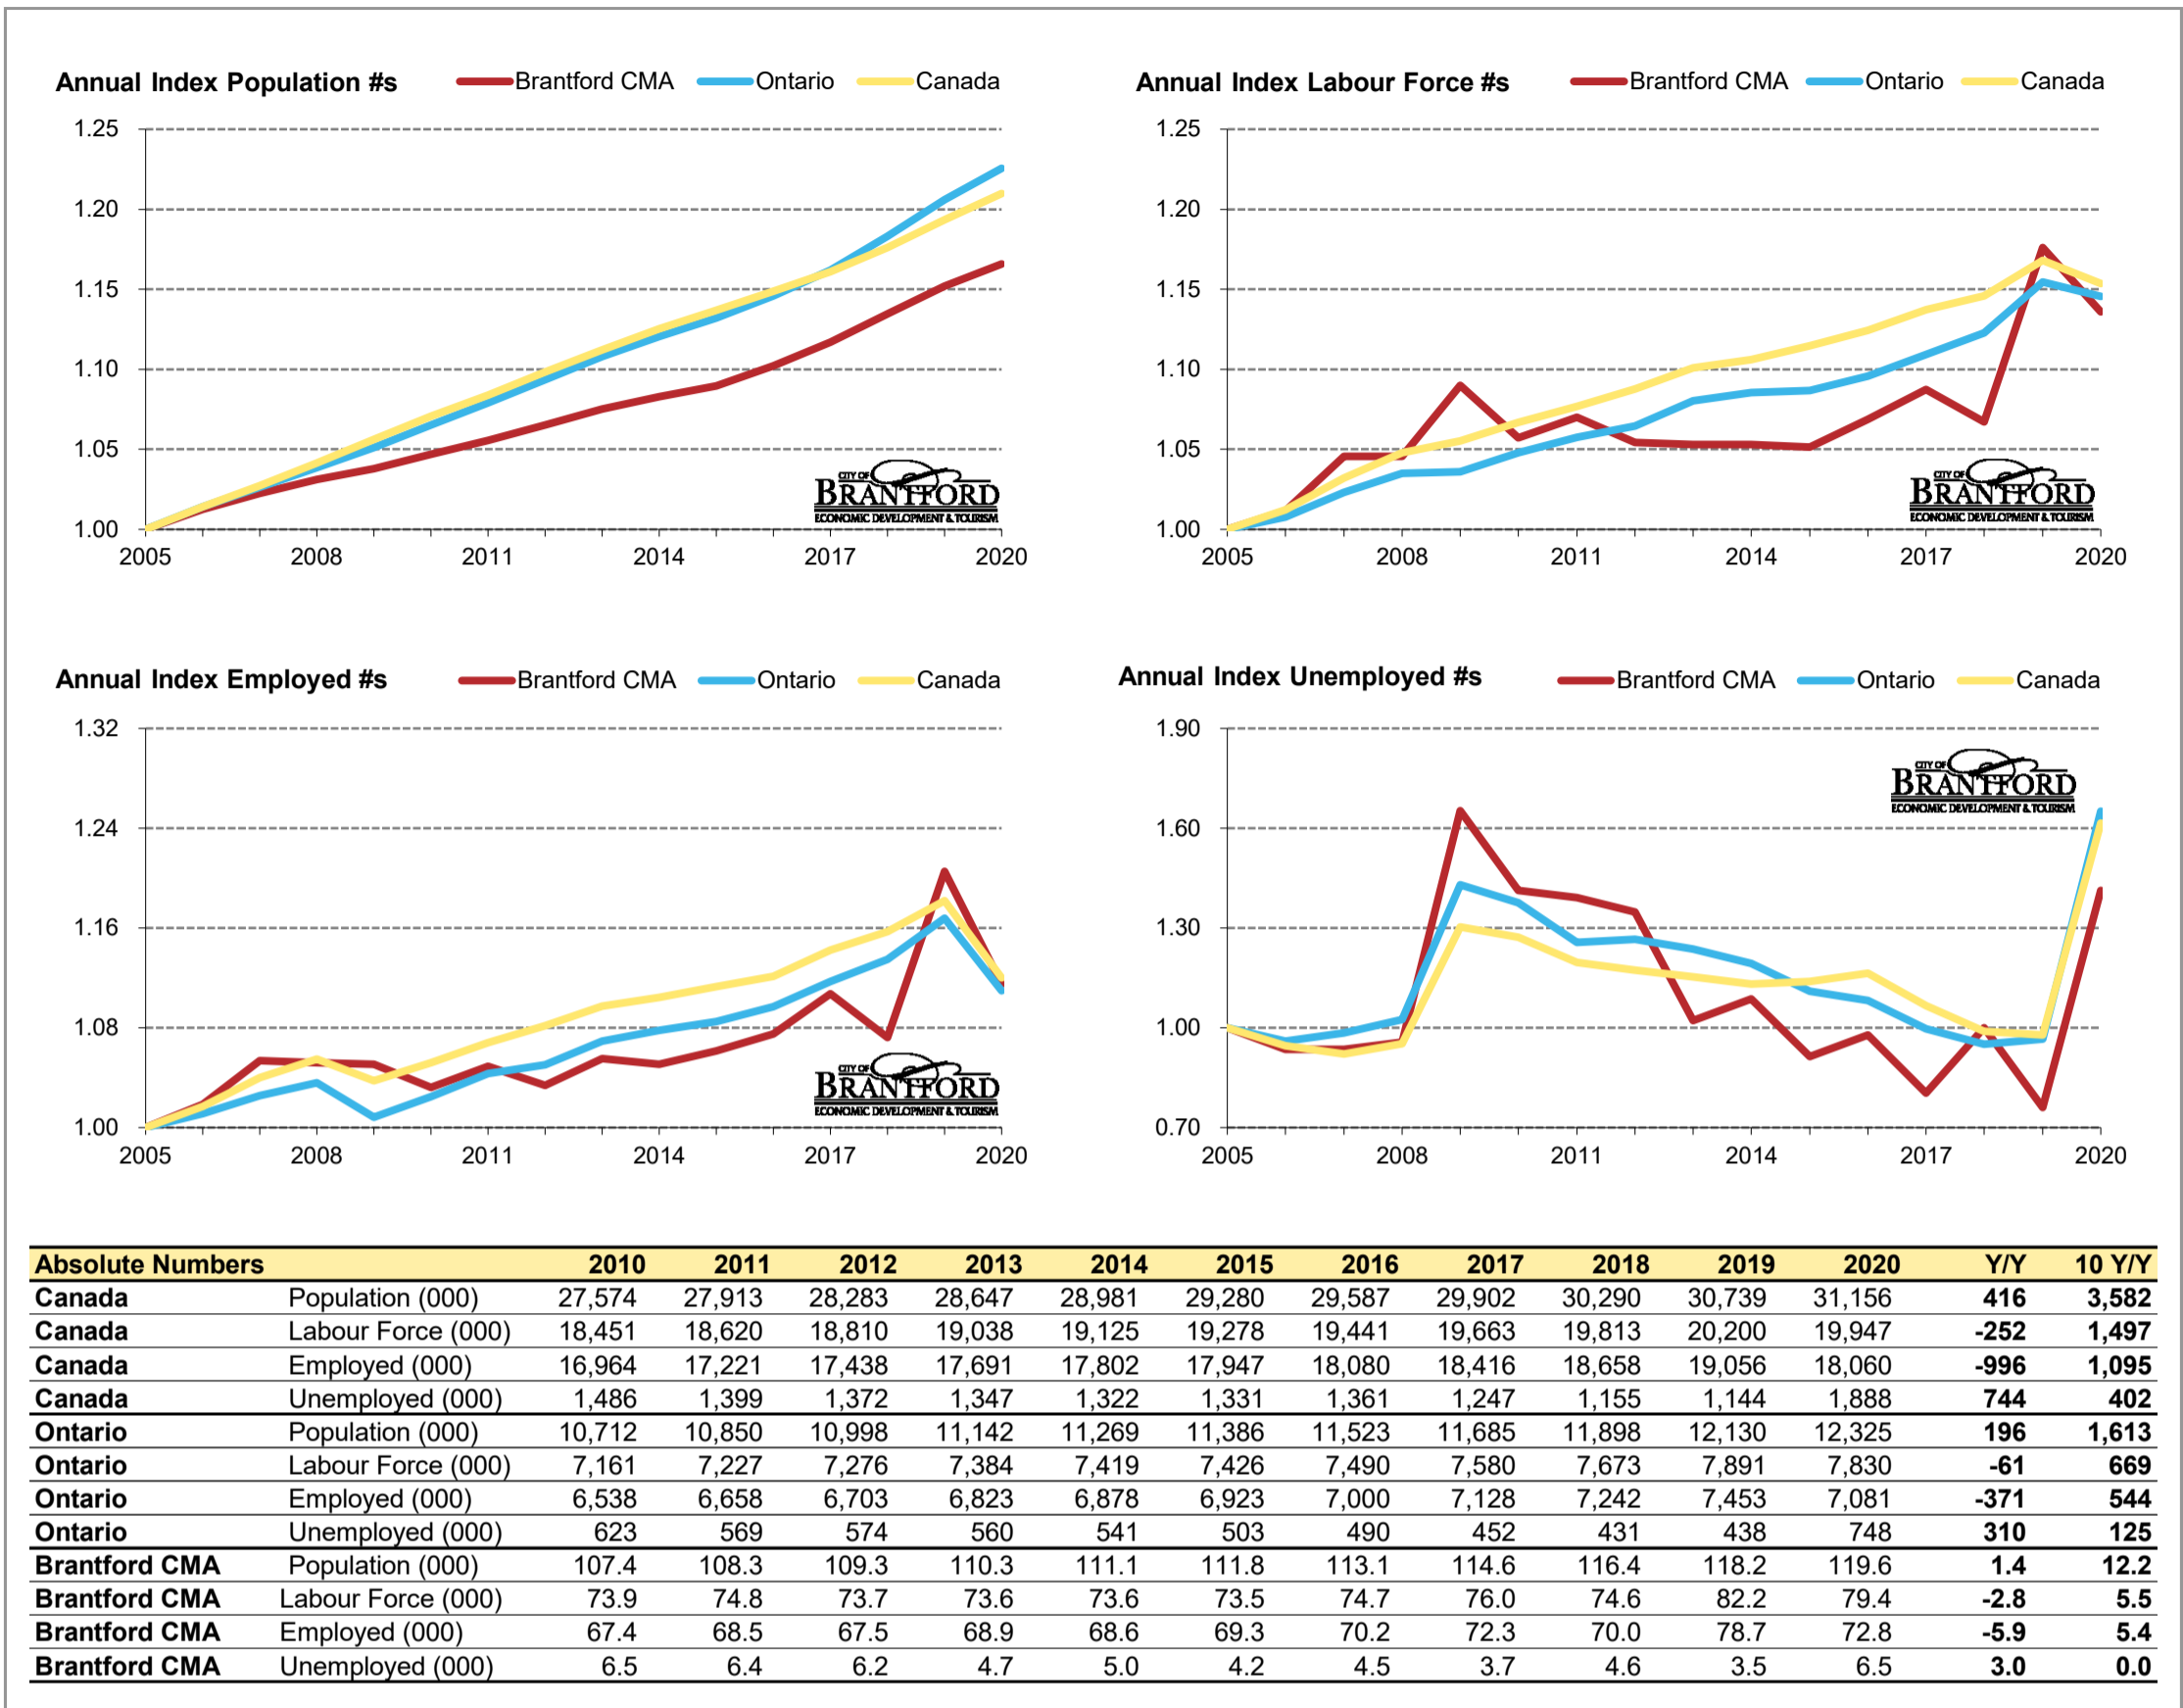 Annual Index Population #s Brantford CMA Ontario Canada
1.25
1.20
1.15
1.10
1.05
1.00
2005 2008 2011 2014 2017 2020
CITY OF
BRANTFORD
ECONOMIC DEVELOPMENT & TOURISM
Annual Index Labour Force #s Brantford CMA Ontario Canada
1.25
1.20
1.15
1.10
1.05
1.00
2005 2008 2011 2014 2017 2020
CITY OF
BRANTFORD
ECONOMIC DEVELOPMENT & TOURISM
Annual Index Employed #s Brantford CMA Ontario Canada
1.32
1.24
1.16
1.08
1.00
2005 2008 2011 2014 2017 2020
CITY OF
BRANTFORD
ECONOMIC DEVELOPMENT & TOURISM
Annual Index Unemployed #s Brantford CMA Ontario Canada
1.90
1.60
1.30
1.00
0.70
2005 2008 2011 2014 2017 2020
CITY OF
BRANTFORD
ECONOMIC DEVELOPMENT & TOURISM
Absolute Numbers 2010 2011 2012 2013 2014 2015 2016 2017 2018 2019 2020 Y/Y 10 Y/Y
Canada Population (000) 27,574 27,913 28,283 28,647 28,981 29,280 29,587 29,902 30,290 30,739 31,156 416 3,582
Canada Labour Force (000) 18,451 18,620 18,810 19,038 19,125 19,278 19,441 19,663 19,813 20,200 19,947 -252 1,497
Canada Employed (000) 16,964 17,221 17,438 17,691 17,802 17,947 18,080 18,416 18,658 19,056 18,060 -996 1,095
Canada Unemployed (000) 1,486 1,399 1,372 1,347 1,322 1,331 1,361 1,247 1,155 1,144 1,888 744 402
Ontario Population (000) 10,712 10,850 10,998 11,142 11,269 11,386 11,523 11,685 11,898 12,130 12,325 196 1,613
Ontario Labour Force (000) 7,161 7,227 7,276 7,384 7,419 7,426 7,490 7,580 7,673 7,891 7,830 -61 669
Ontario Employed (000) 6,538 6,658 6,703 6,823 6,878 6,923 7,000 7,128 7,242 7,453 7,081 -371 544
Ontario Unemployed (000) 623 569 574 560 541 503 490 452 431 438 748 310 125
Brantford CMA Population (000) 107.4 108.3 109.3 110.3 111.1 111.8 113.1 114.6 116.4 118.2 119.6 1.4 12.2
Brantford CMA Labour Force (000) 73.9 74.8 73.7 73.6 73.6 73.5 74.7 76.0 74.6 82.2 79.4 -2.8 5.5
Brantford CMA Employed (000) 67.4 68.5 67.5 68.9 68.6 69.3 70.2 72.3 70.0 78.7 72.8 -5.9 5.4
Brantford CMA Unemployed (000) 6.5 6.4 6.2 4.7 5.0 4.2 4.5 3.7 4.6 3.5 6.5 3.0 0.0